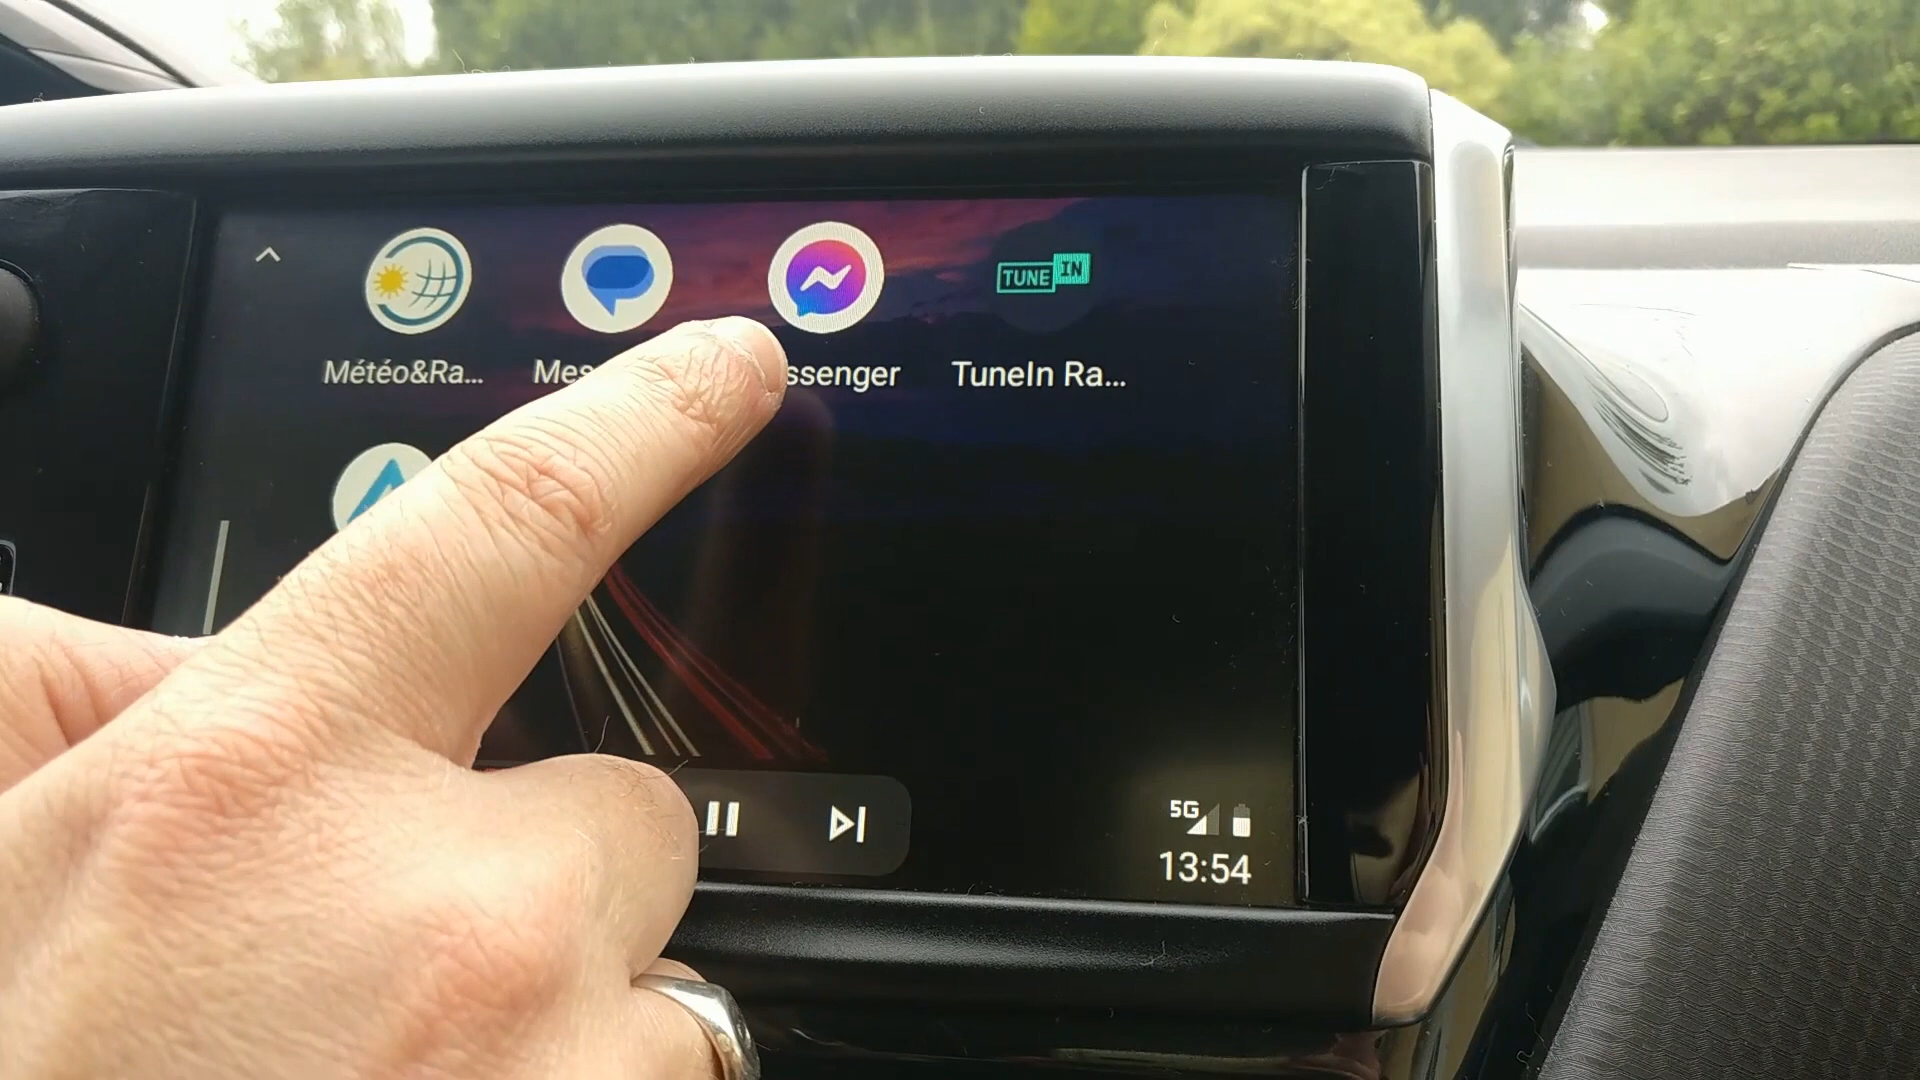 TUNE IN
Météo&Ra...
Mes
ssenger
TuneIn Ra...
5G
13:54